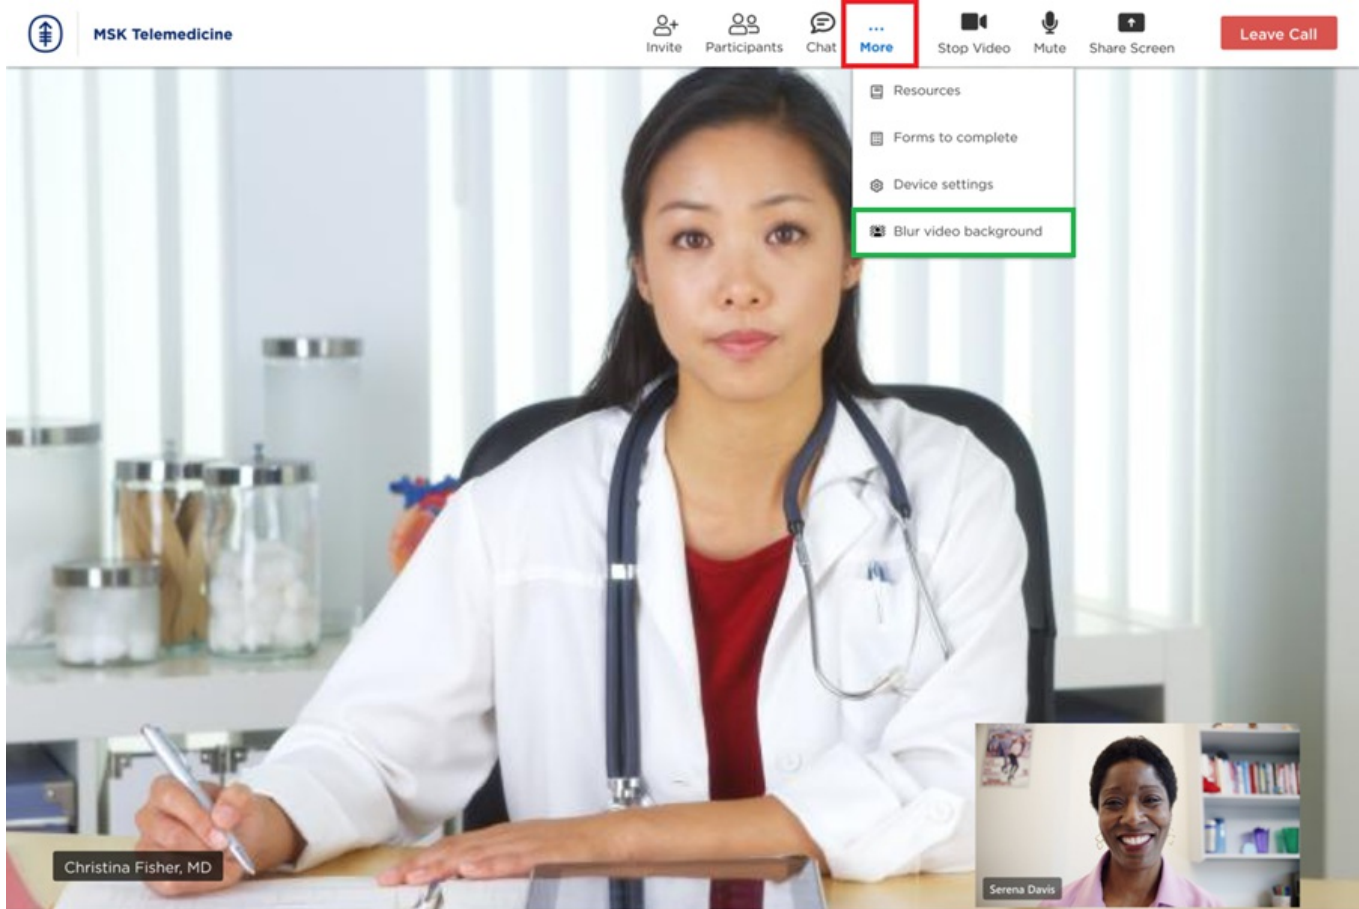 MSK Telemedicine
Invite
Participants
Chat
More
Stop Video
Mute
Share Screen
Leave Call
Resources
Forms to complete
Device settings
Blur video background
Christina Fisher, MD
Serena Davis